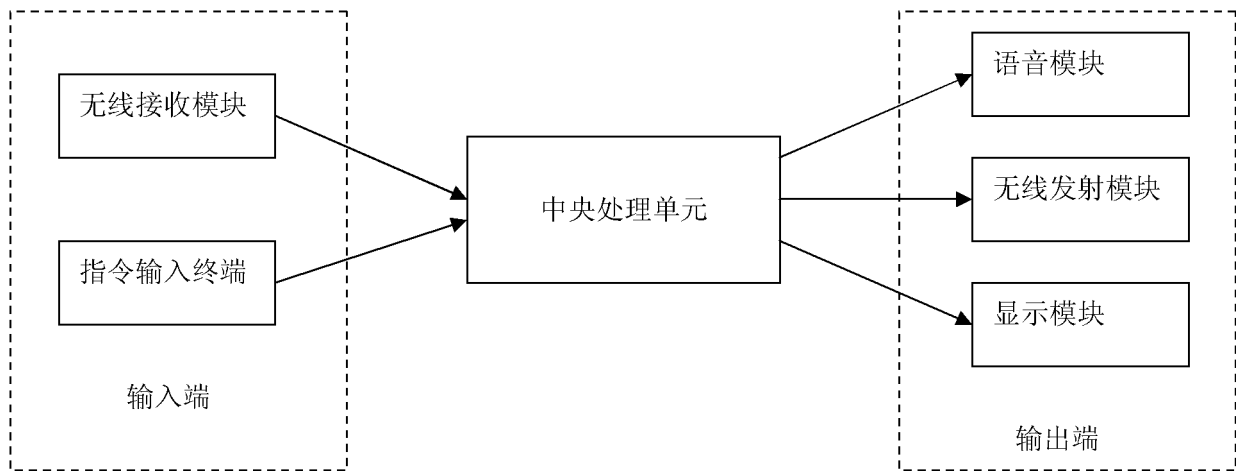 无线接收模块
指令输入终端
输入端
中央处理单元
语音模块
无线发射模块
显示模块
输出端